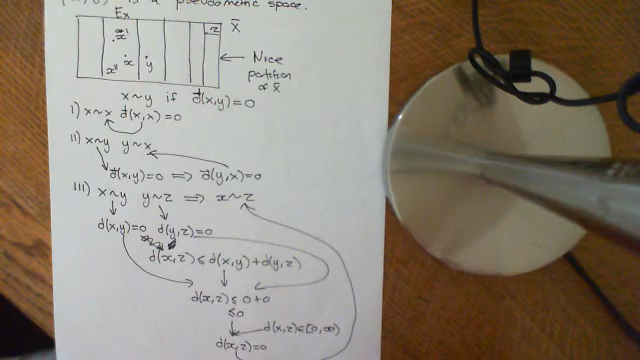 is a pseudometric space.
Ex
x̄
x'
x
x''
y
z
Nice
partition
of x̄
x~y if d(x,y)=0
I) x~x d(x,x)=0
II) x~y y~x
d(x,y)=0 ⟹ d(y,x)=0
III) x~y y~z ⟹ x~z
d(x,y)=0 d(y,z)=0
d(x,z) ≤ d(x,y)+d(y,z)
d(x,z) ≤ 0+0
≤0
d(x,z)∈[0,∞)
d(x,z)=0